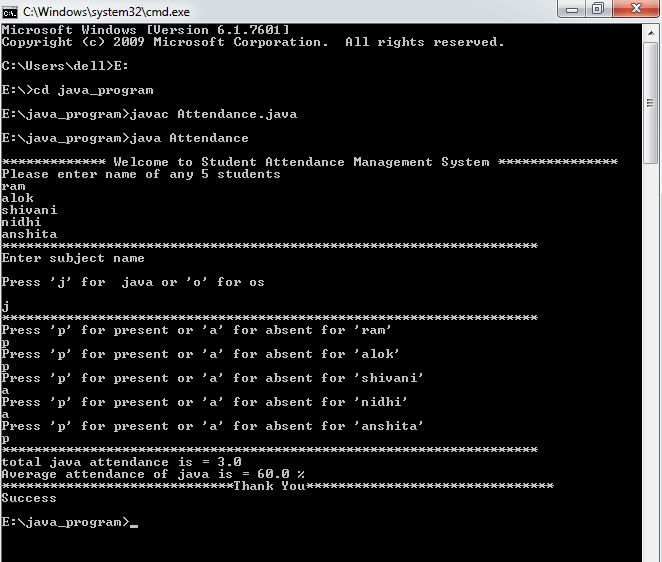 C:\Windows\system32\cmd.exe
Microsoft Windows [Version 6.1.7601]
Copyright (c) 2009 Microsoft Corporation.  All rights reserved.
C:\Users\dell>E:
E:\>cd java_program
E:\java_program>javac Attendance.java
E:\java_program>java Attendance
************* Welcome to Student Attendance Management System ***************
Please enter name of any 5 students
ram
alok
shivani
nidhi
anshita
*******************************************************************
Enter subject name
Press 'j' for  java or 'o' for os
j
*******************************************************************
Press 'p' for present or 'a' for absent for 'ram'
p
Press 'p' for present or 'a' for absent for 'alok'
p
Press 'p' for present or 'a' for absent for 'shivani'
a
Press 'p' for present or 'a' for absent for 'nidhi'
a
Press 'p' for present or 'a' for absent for 'anshita'
p
*******************************************************************
total java attendance is = 3.0
Average attendance of java is = 60.0 %
*****************************Thank You*******************************
Success
E:\java_program>_